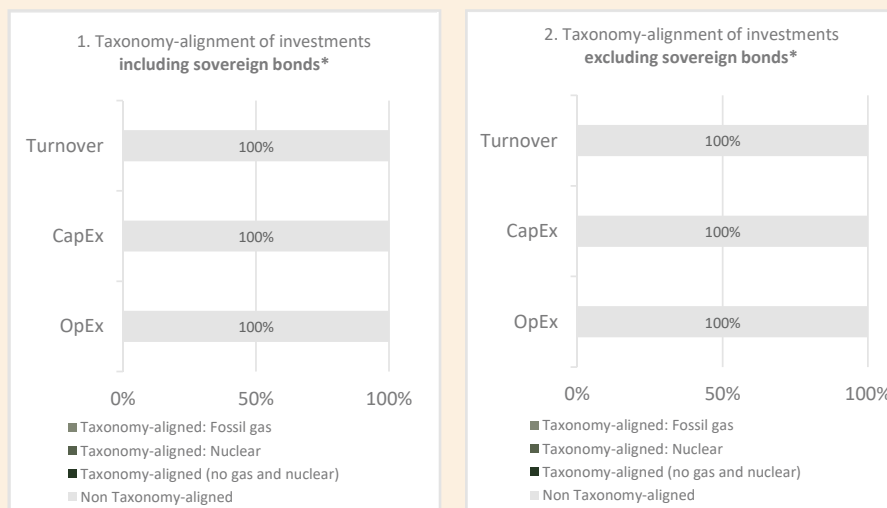 1. Taxonomy-alignment of investments
including sovereign bonds*
Turnover
100%
CapEx
100%
OpEx
100%
0%
50%
100%
Taxonomy-aligned: Fossil gas
Taxonomy-aligned: Nuclear
Taxonomy-aligned (no gas and nuclear)
Non Taxonomy-aligned
2. Taxonomy-alignment of investments
excluding sovereign bonds*
Turnover
100%
CapEx
100%
OpEx
100%
0%
50%
100%
Taxonomy-aligned: Fossil gas
Taxonomy-aligned: Nuclear
Taxonomy-aligned (no gas and nuclear)
Non Taxonomy-aligned